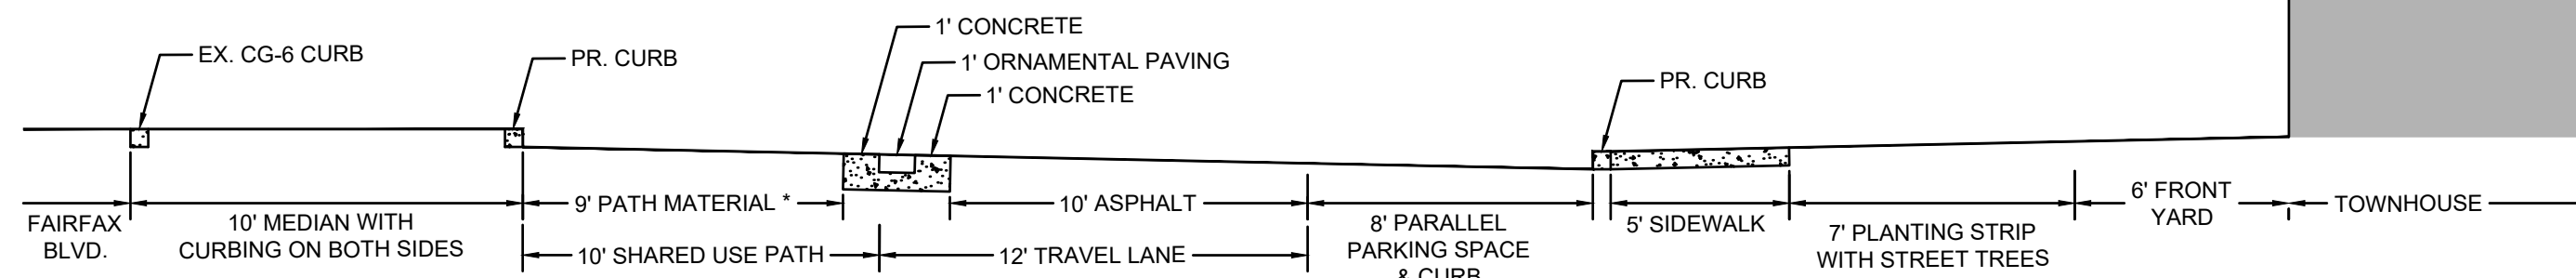 1' CONCRETE
EX. CG-6 CURB
PR. CURB
1' ORNAMENTAL PAVING
PR. CURB
1' CONCRETE
FAIRFAX
BLVD.
10' MEDIAN WITH
CURBING ON BOTH SIDES
9' PATH MATERIAL *
10' SHARED USE PATH
10' ASPHALT
12' TRAVEL LANE
8' PARALLEL
PARKING SPACE
& CURB
5' SIDEWALK
7' PLANTING STRIP
WITH STREET TREES
6' FRONT
YARD
TOWNHOUSE